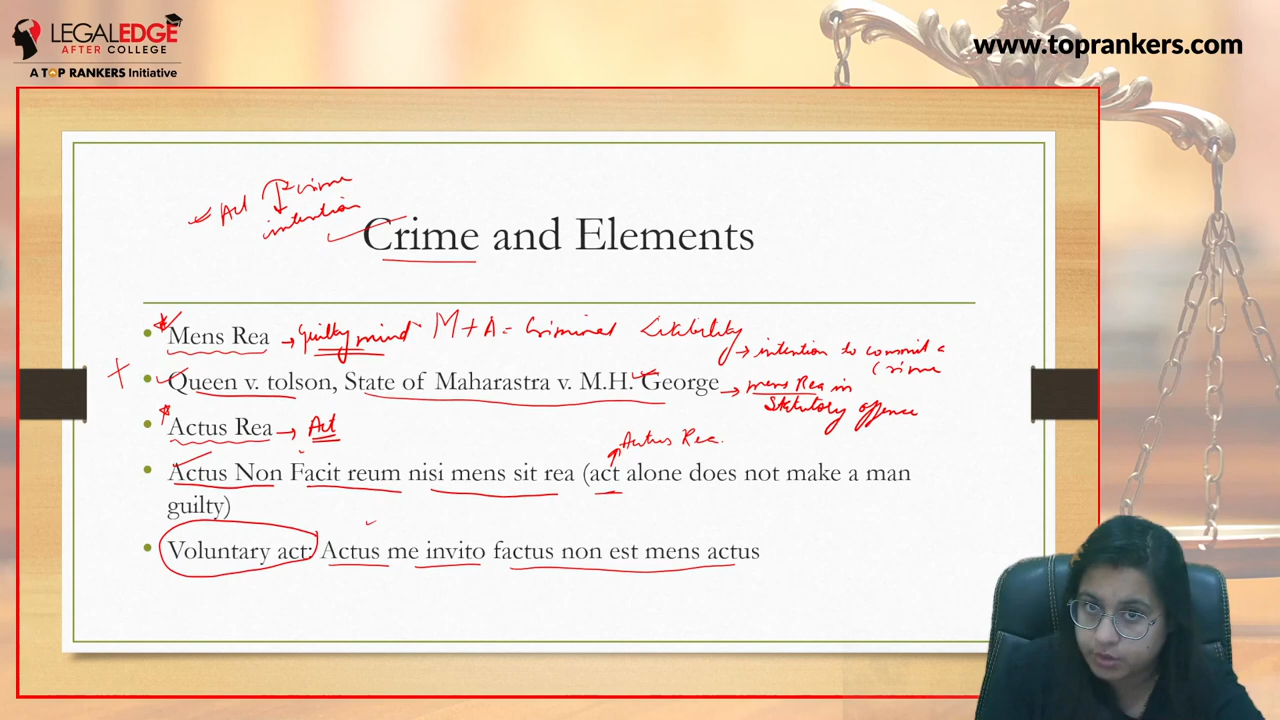 LEGALEDGE
AFTER COLLEGE
A TOP RANKERS Initiative
www.toprankers.com
Act Crime
intention
Crime and Elements
• Mens Rea → guilty mind M+A = Criminal Liability
→ intention to commit a
Crime
• Queen v. tolson, State of Maharastra v. M.H. George → mens Rea in
Statutory offence
• Actus Rea → Act
Actus Rea.
• Actus Non Facit reum nisi mens sit rea (act alone does not make a man
guilty)
• Voluntary act: Actus me invito factus non est mens actus